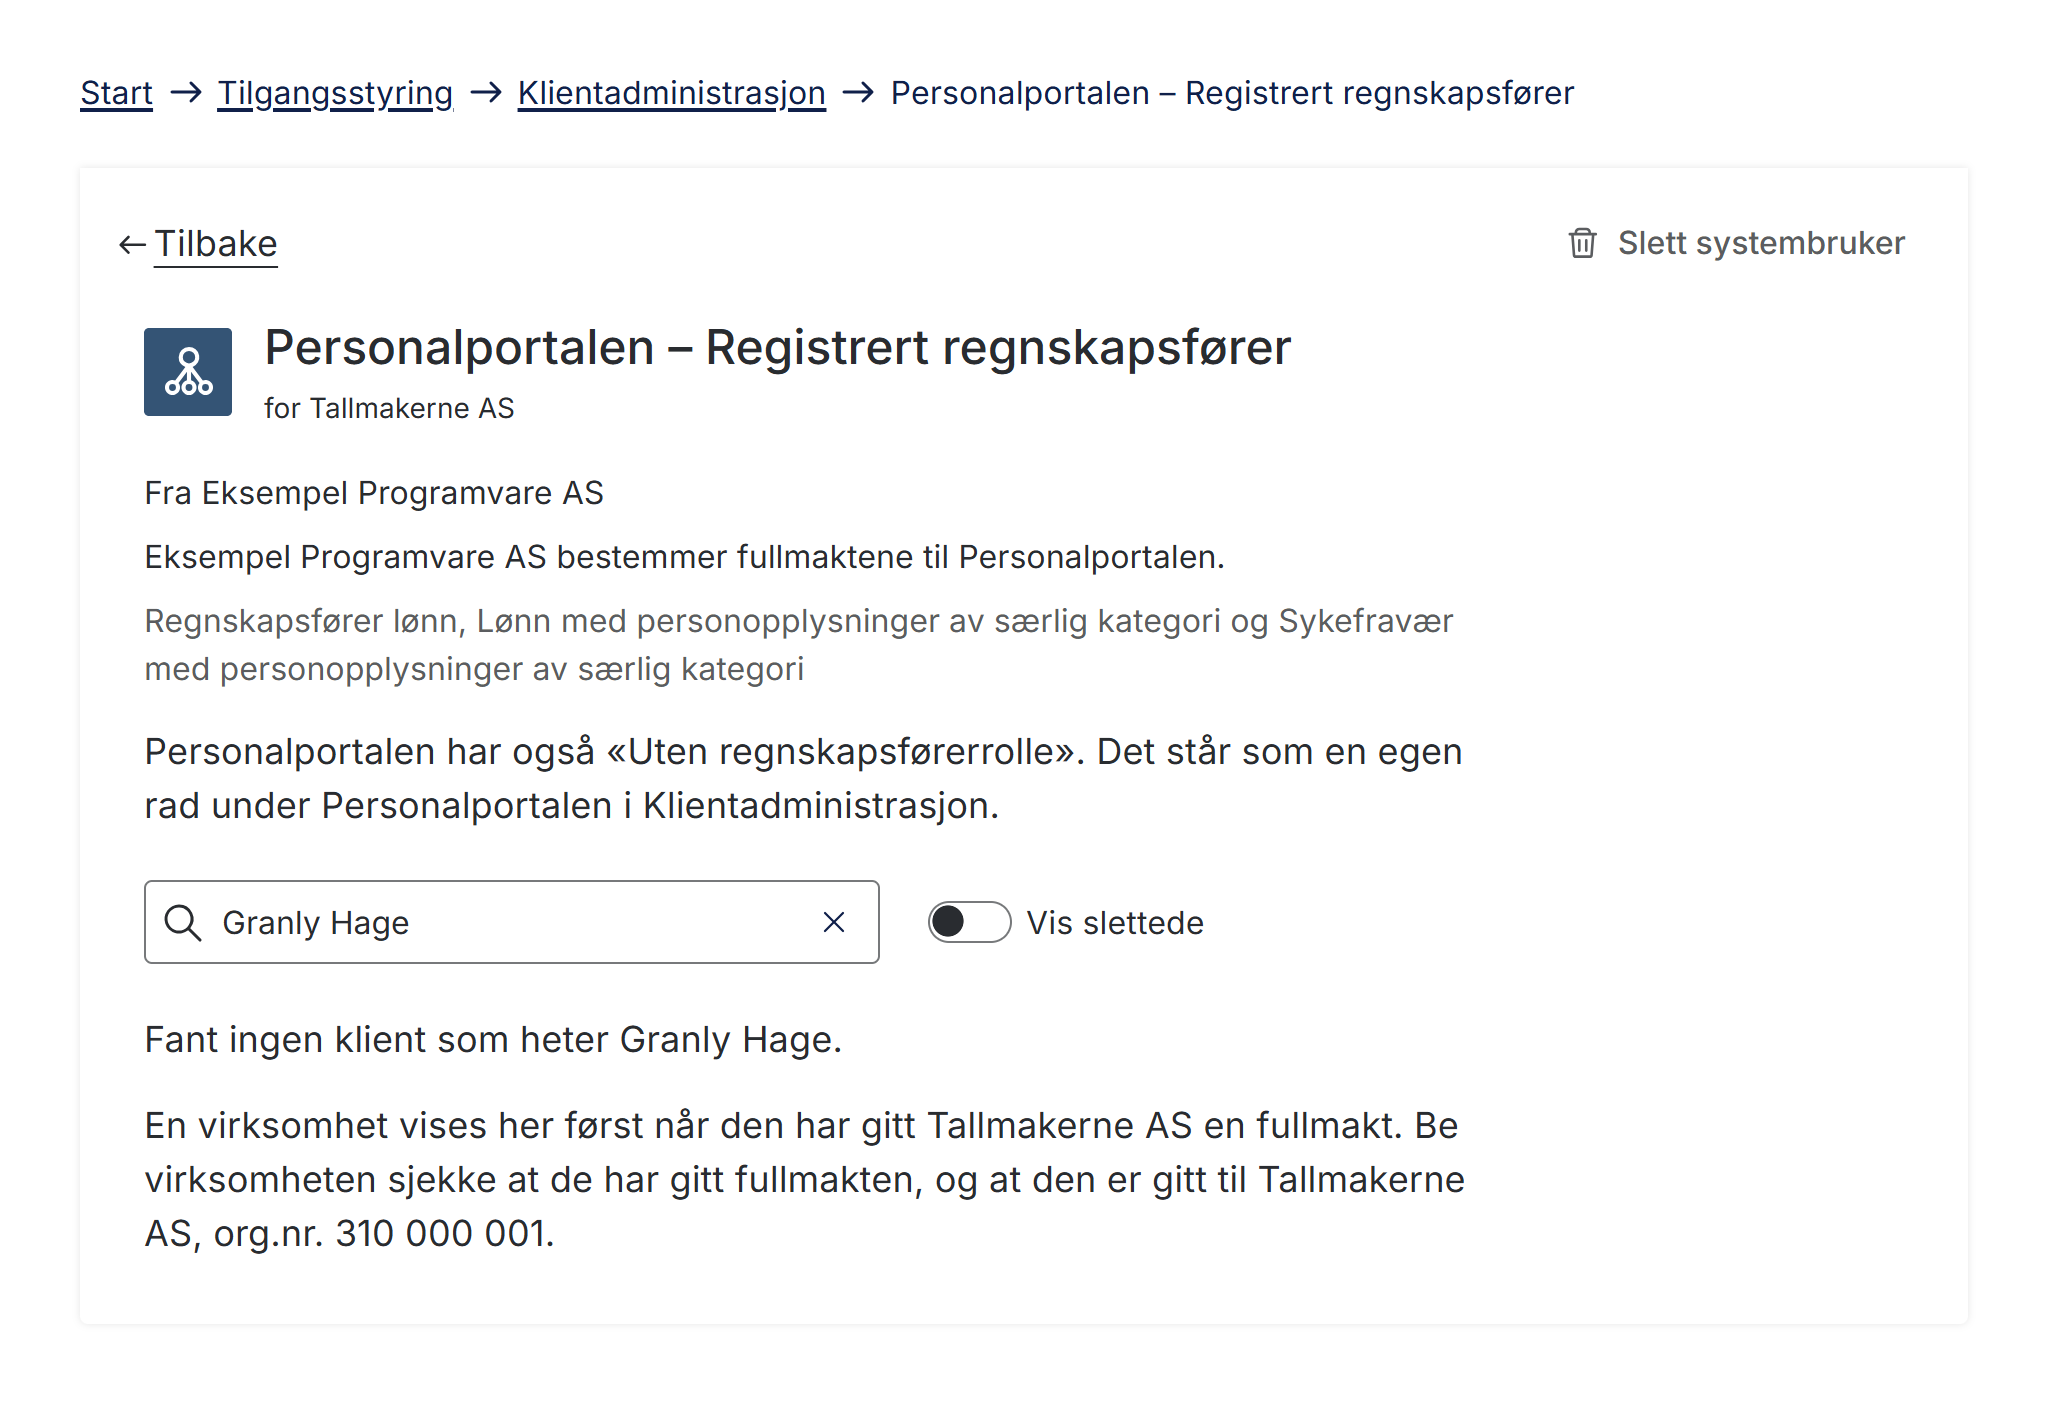 Start → Tilgangsstyring → Klientadministrasjon → Personalportalen – Registrert regnskapsfører
← Tilbake
Slett systembruker
Personalportalen – Registrert regnskapsfører
for Tallmakerne AS
Fra Eksempel Programvare AS
Eksempel Programvare AS bestemmer fullmaktene til Personalportalen.
Regnskapsfører lønn, Lønn med personopplysninger av særlig kategori og Sykefravær
med personopplysninger av særlig kategori
Personalportalen har også «Uten regnskapsførerrolle». Det står som en egen
rad under Personalportalen i Klientadministrasjon.
Granly Hage
Vis slettede
Fant ingen klient som heter Granly Hage.
En virksomhet vises her først når den har gitt Tallmakerne AS en fullmakt. Be
virksomheten sjekke at de har gitt fullmakten, og at den er gitt til Tallmakerne
AS, org.nr. 310 000 001.